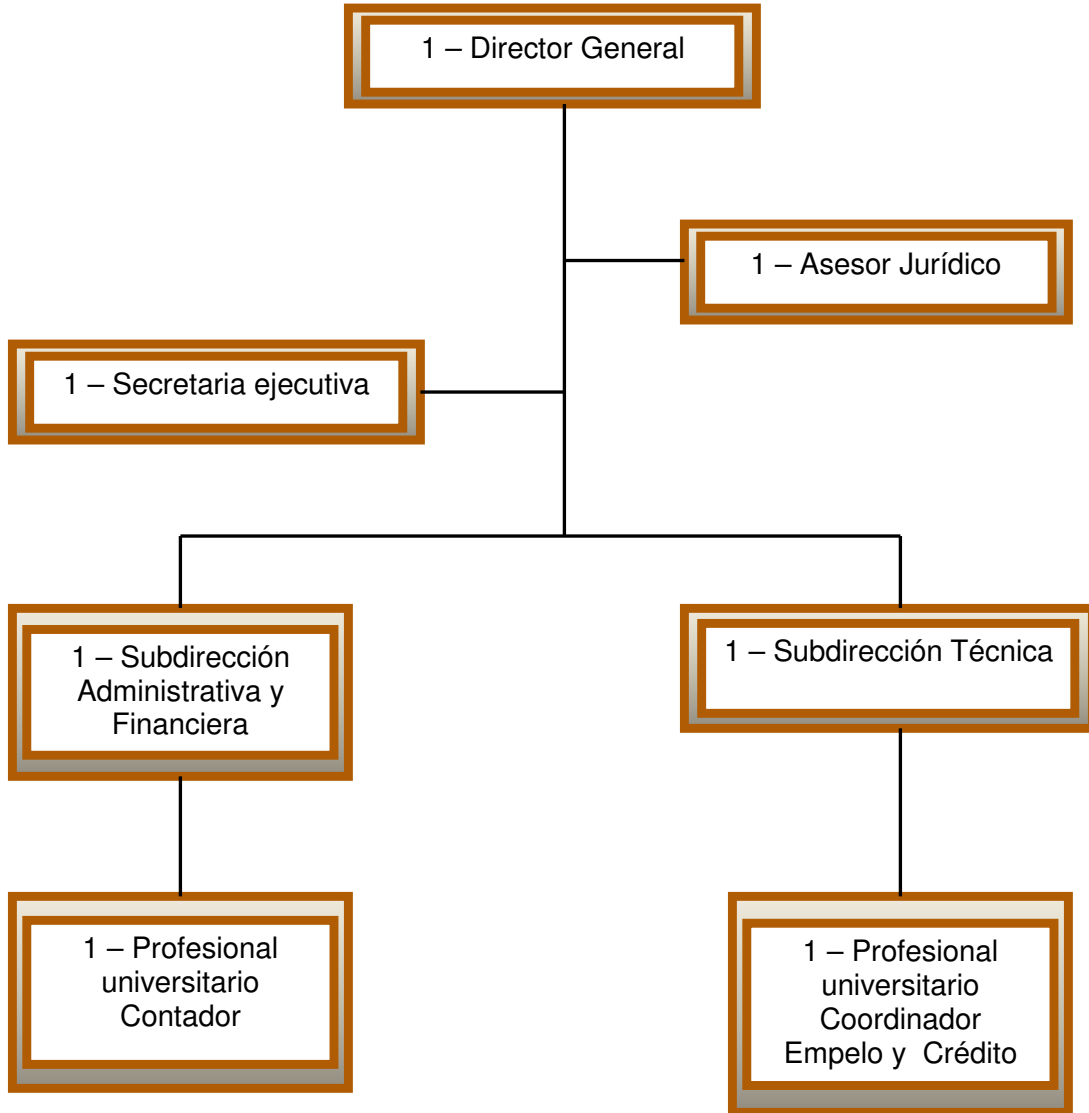 1 – Director General
1 – Asesor Jurídico
1 – Secretaria ejecutiva
1 – Subdirección
Administrativa y
Financiera
1 – Subdirección Técnica
1 – Profesional
universitario
Contador
1 – Profesional
universitario
Coordinador
Empelo y  Crédito